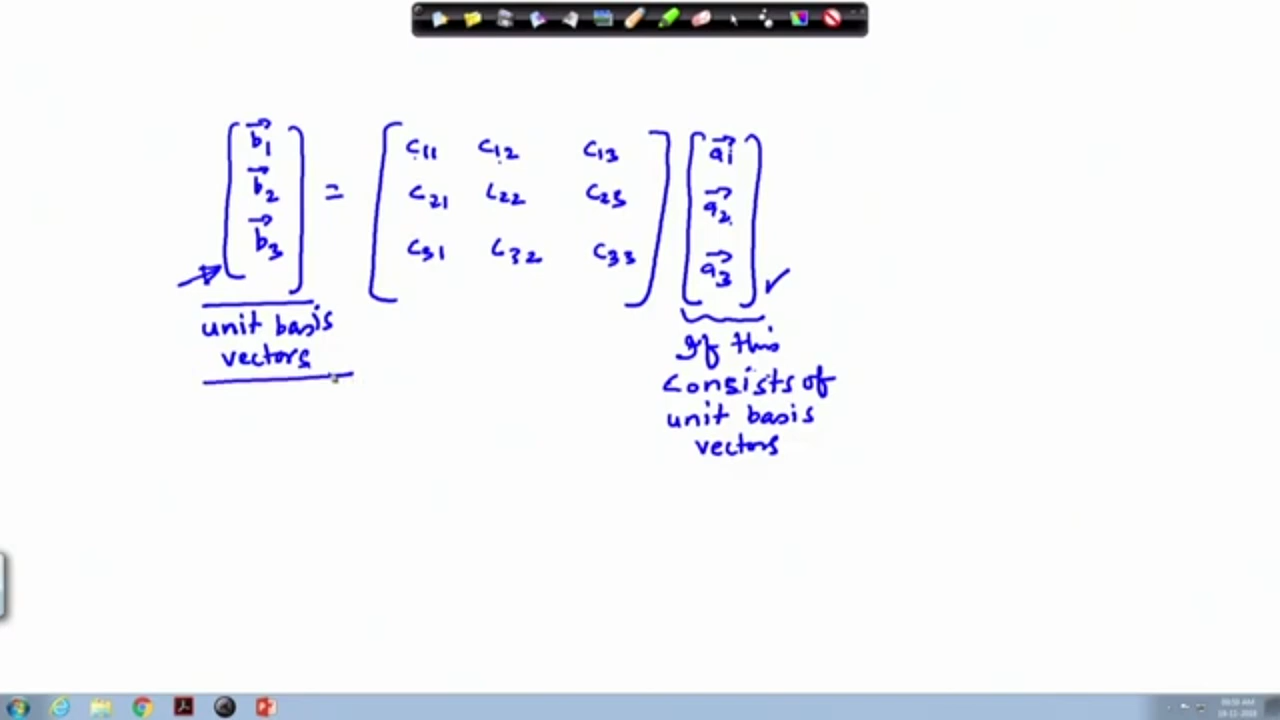 [b⃗1 b⃗2 b⃗3] = [c11 c12 c13
c21 c22 c23
c31 c32 c33] [a⃗1 a⃗2 a⃗3] ✓
unit basis
vectors
If this
consists of
unit basis
vectors